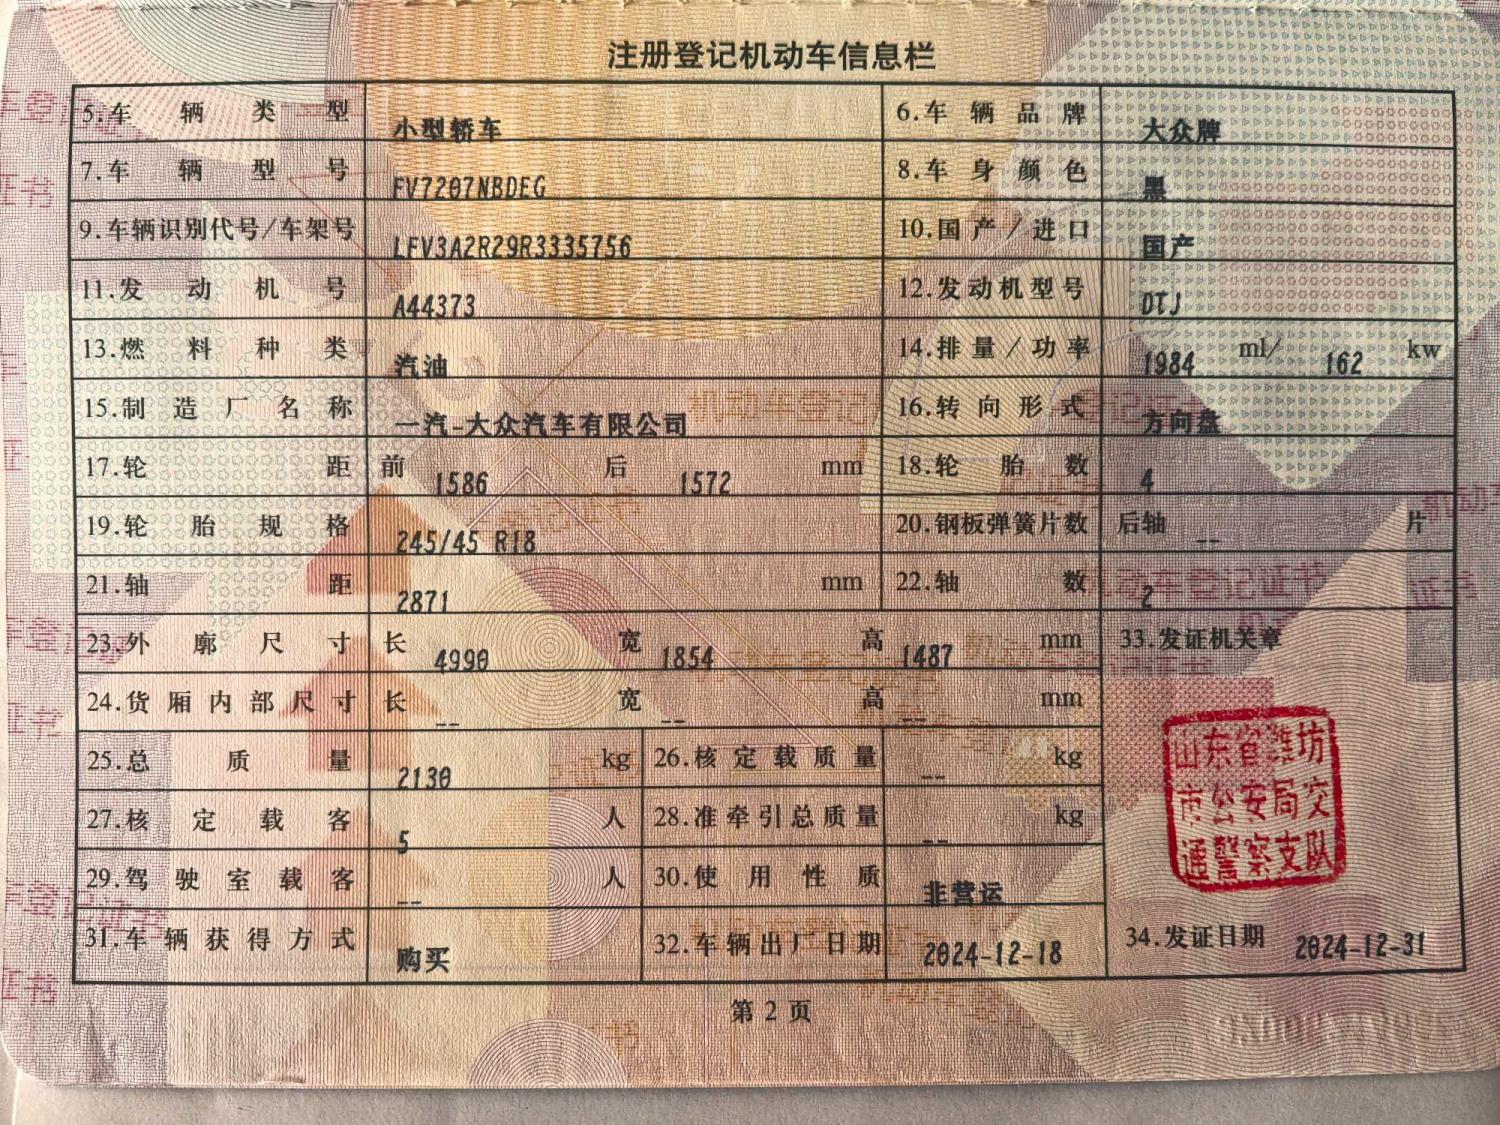 注册登记机动车信息栏
5.车辆类型 小型轿车 6.车辆品牌 大众牌
7.车辆型号 FV7207NBDEG 8.车身颜色 黑
9.车辆识别代号/车架号 LFV3A2R29R3335756 10.国产/进口 国产
11.发动机号 A44373 12.发动机型号 DTJ
13.燃料种类 汽油 14.排量/功率 1984 ml/ 162 kw
15.制造厂名称 一汽-大众汽车有限公司 16.转向形式 方向盘
17.轮距 前 1586 后 1572 mm 18.轮胎数 4
19.轮胎规格 245/45 R18 20.钢板弹簧片数 后轴 -- 片
21.轴距 2871 mm 22.轴数 2
23.外廓尺寸 长 4990 宽 1854 高 1487 mm 33.发证机关章
24.货厢内部尺寸 长 -- 宽 -- 高 -- mm
25.总质量 2130 kg 26.核定载质量 -- kg
27.核定载客 5 人 28.准牵引总质量 -- kg
29.驾驶室载客 -- 人 30.使用性质 非营运
31.车辆获得方式 购买 32.车辆出厂日期 2024-12-18 34.发证日期 2024-12-31
山东省潍坊
市公安局交
通警察支队
第2页